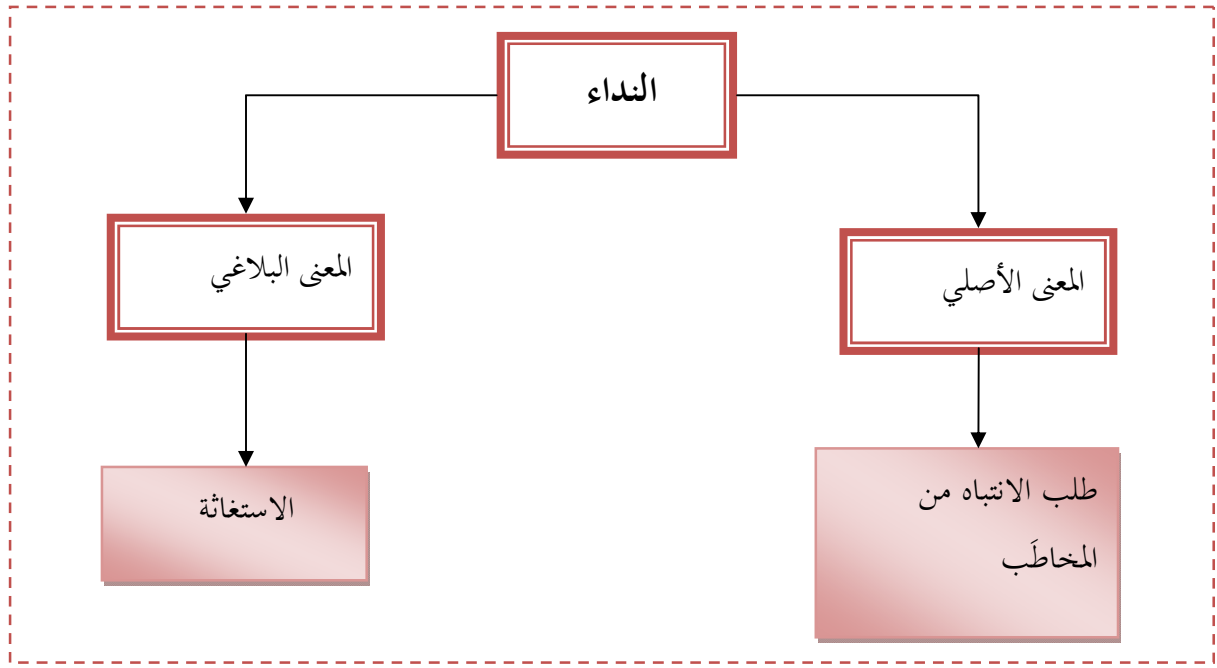 النداء
المعنى الأصلي
المعنى البلاغي
طلب الانتباه من
المخاطَب
الاستغاثة